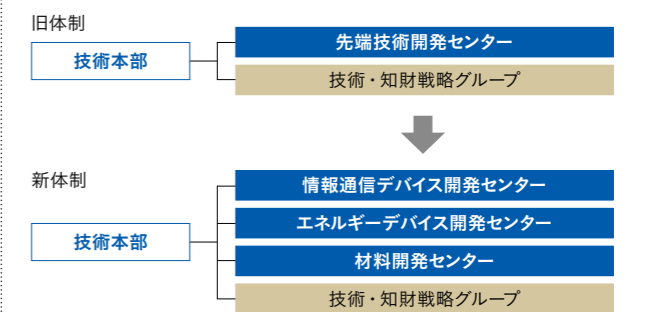 旧体制
技術本部
先端技術開発センター
技術・知財戦略グループ
新体制
技術本部
情報通信デバイス開発センター
エネルギーデバイス開発センター
材料開発センター
技術・知財戦略グループ